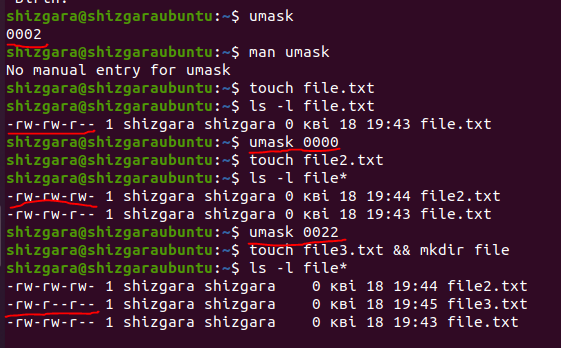 Birth:
shizgara@shizgaraubuntu:~$ umask
0002
shizgara@shizgaraubuntu:~$ man umask
No manual entry for umask
shizgara@shizgaraubuntu:~$ touch file.txt
shizgara@shizgaraubuntu:~$ ls -l file.txt
-rw-rw-r-- 1 shizgara shizgara 0 кві 18 19:43 file.txt
shizgara@shizgaraubuntu:~$ umask 0000
shizgara@shizgaraubuntu:~$ touch file2.txt
shizgara@shizgaraubuntu:~$ ls -l file*
-rw-rw-rw- 1 shizgara shizgara 0 кві 18 19:44 file2.txt
-rw-rw-r-- 1 shizgara shizgara 0 кві 18 19:43 file.txt
shizgara@shizgaraubuntu:~$ umask 0022
shizgara@shizgaraubuntu:~$ touch file3.txt && mkdir file
shizgara@shizgaraubuntu:~$ ls -l file*
-rw-rw-rw- 1 shizgara shizgara    0 кві 18 19:44 file2.txt
-rw-r--r-- 1 shizgara shizgara    0 кві 18 19:45 file3.txt
-rw-rw-r-- 1 shizgara shizgara    0 кві 18 19:43 file.txt